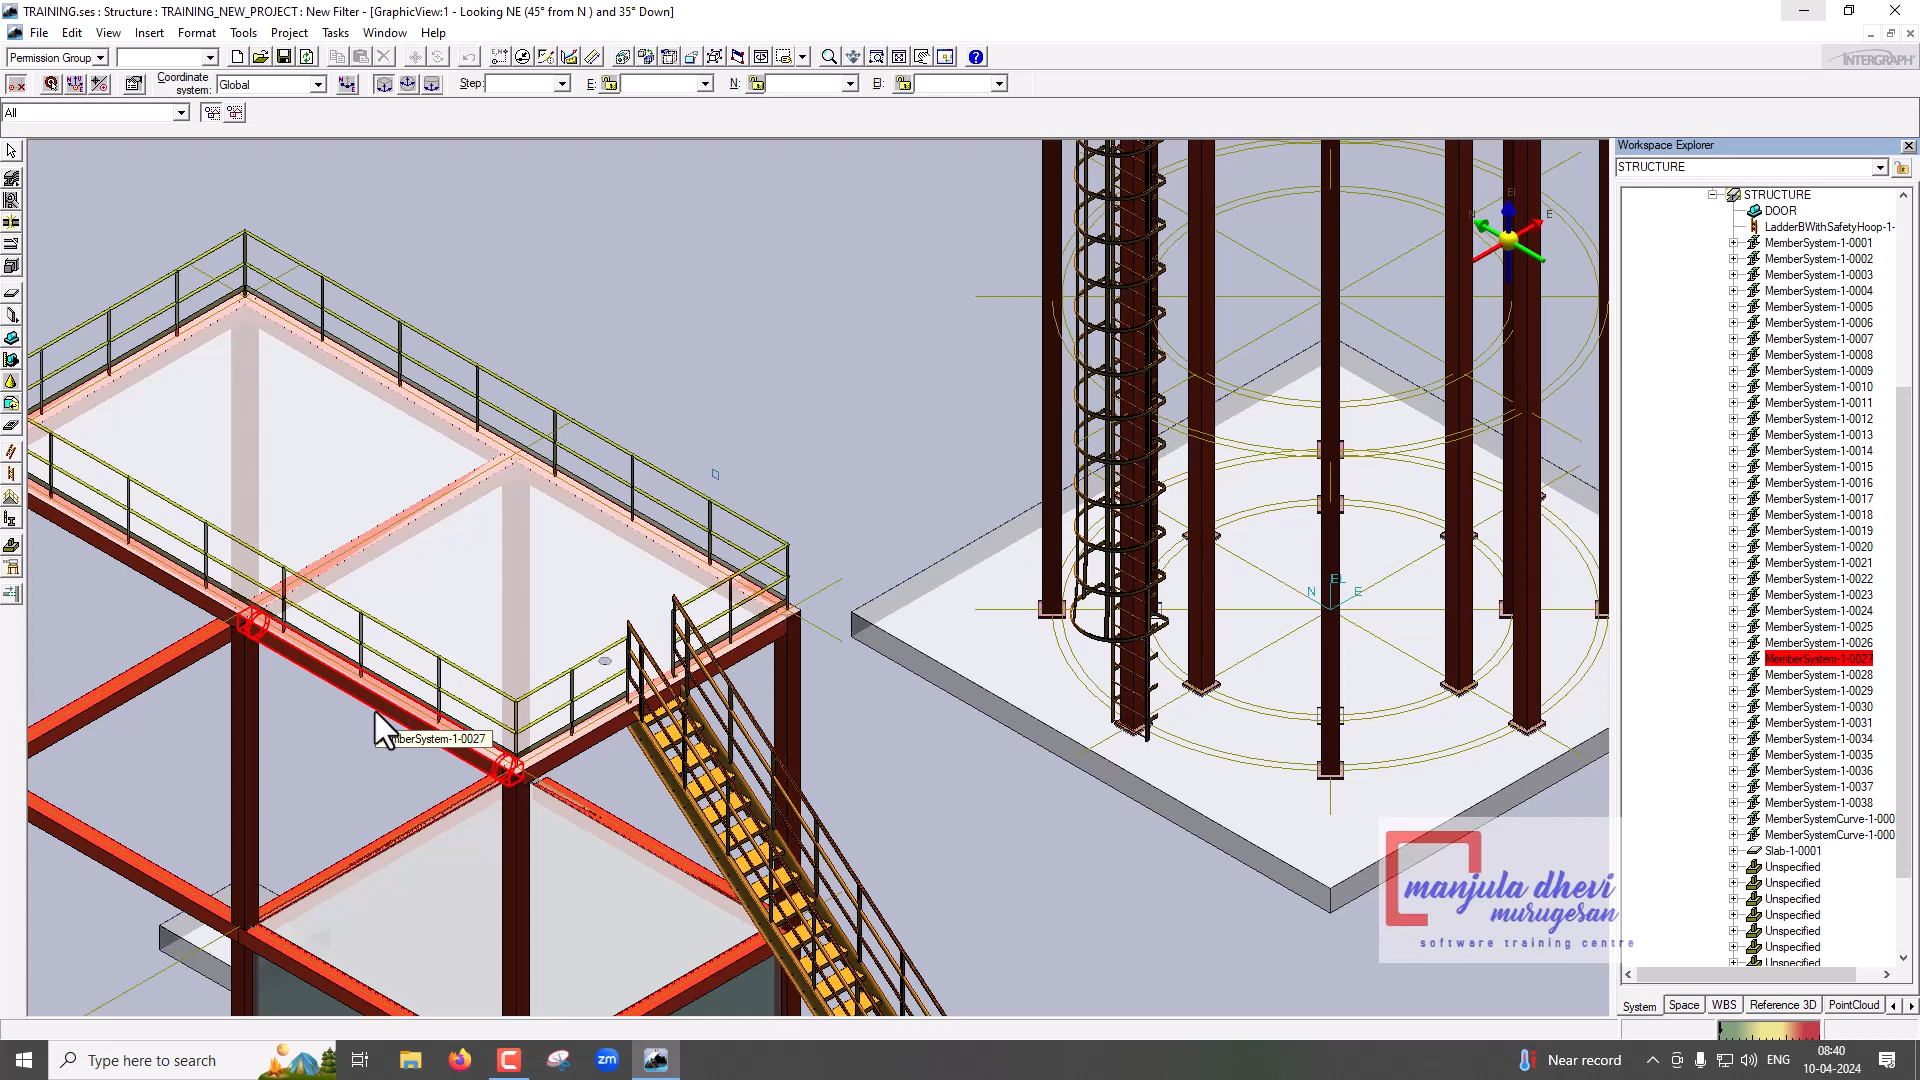 TRAINING.ses : Structure : TRAINING_NEW_PROJECT : New Filter - [GraphicView:1 - Looking NE (45° from N ) and 35° Down]
File Edit View Insert Format Tools Project Tasks Window Help
Permission Group
INTERGRAPH
Coordinate system: Global Step: E: N: El:
All
Workspace Explorer
STRUCTURE
STRUCTURE
DOOR
LadderBWithSafetyHoop-1-
MemberSystem-1-0001
MemberSystem-1-0002
MemberSystem-1-0003
MemberSystem-1-0004
MemberSystem-1-0005
MemberSystem-1-0006
MemberSystem-1-0007
MemberSystem-1-0008
MemberSystem-1-0009
MemberSystem-1-0010
MemberSystem-1-0011
MemberSystem-1-0012
MemberSystem-1-0013
MemberSystem-1-0014
MemberSystem-1-0015
MemberSystem-1-0016
MemberSystem-1-0017
MemberSystem-1-0018
MemberSystem-1-0019
MemberSystem-1-0020
MemberSystem-1-0021
MemberSystem-1-0022
MemberSystem-1-0023
MemberSystem-1-0024
MemberSystem-1-0025
MemberSystem-1-0026
MemberSystem-1-0027
MemberSystem-1-0028
MemberSystem-1-0029
MemberSystem-1-0030
MemberSystem-1-0031
MemberSystem-1-0034
MemberSystem-1-0035
MemberSystem-1-0036
MemberSystem-1-0037
MemberSystem-1-0038
MemberSystemCurve-1-000
MemberSystemCurve-1-000
Slab-1-0001
Unspecified
Unspecified
Unspecified
Unspecified
Unspecified
Unspecified
Unspecified
El
N E
EL
N E
mberSystem-1-0027
manjula dhevi
murugesan
software training centre
System Space WBS Reference 3D PointCloud
Type here to search
zm
Near record
ENG
08:40
10-04-2024